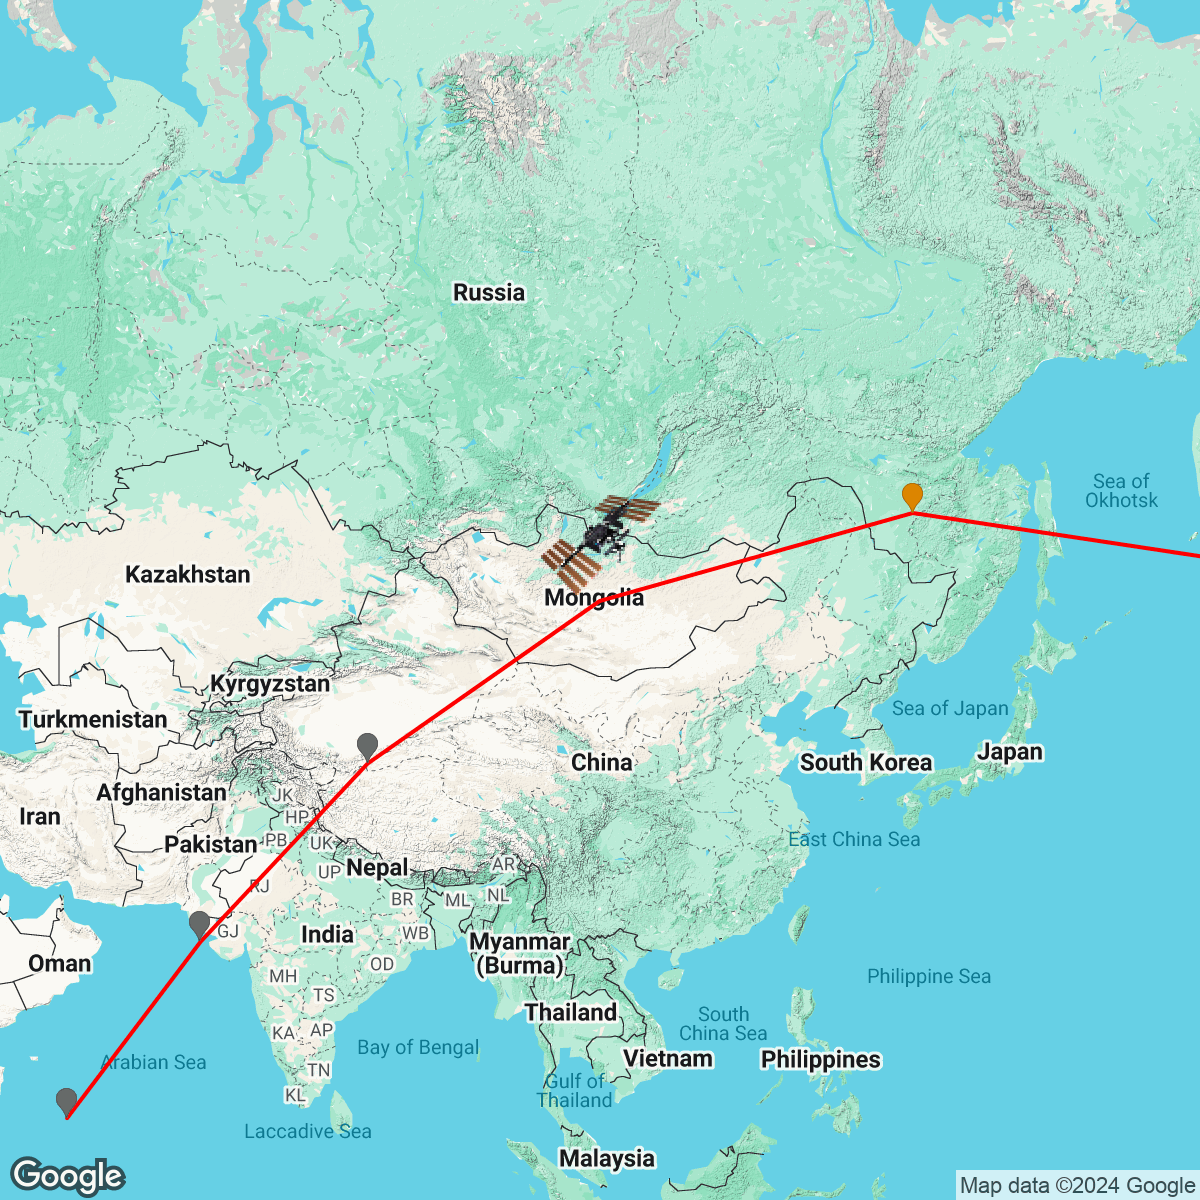 Russia
Sea of
Okhotsk
Kazakhstan
Mongolia
Kyrgyzstan
Turkmenistan
Sea of Japan
Japan
China
South Korea
Afghanistan
JK
HP
Iran
Pakistan
PB
UK
East China Sea
Nepal
UP
AR
RJ
BR
ML
NL
GJ
India
WB
Myanmar
(Burma)
Oman
OD
MH
TS
Philippine Sea
Thailand
South
China Sea
KA
AP
Arabian Sea
Bay of Bengal
Vietnam
Philippines
TN
KL
Gulf of
Thailand
Laccadive Sea
Malaysia
Google
Map data ©2024 Google